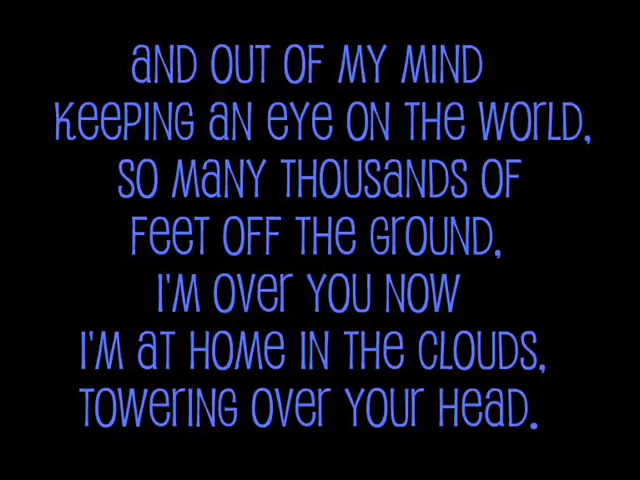 and out of my mind
keeping an eye on the world,
so many thousands of
feet off the ground,
I'm over you now
I'm at home in the clouds,
towering over your head.